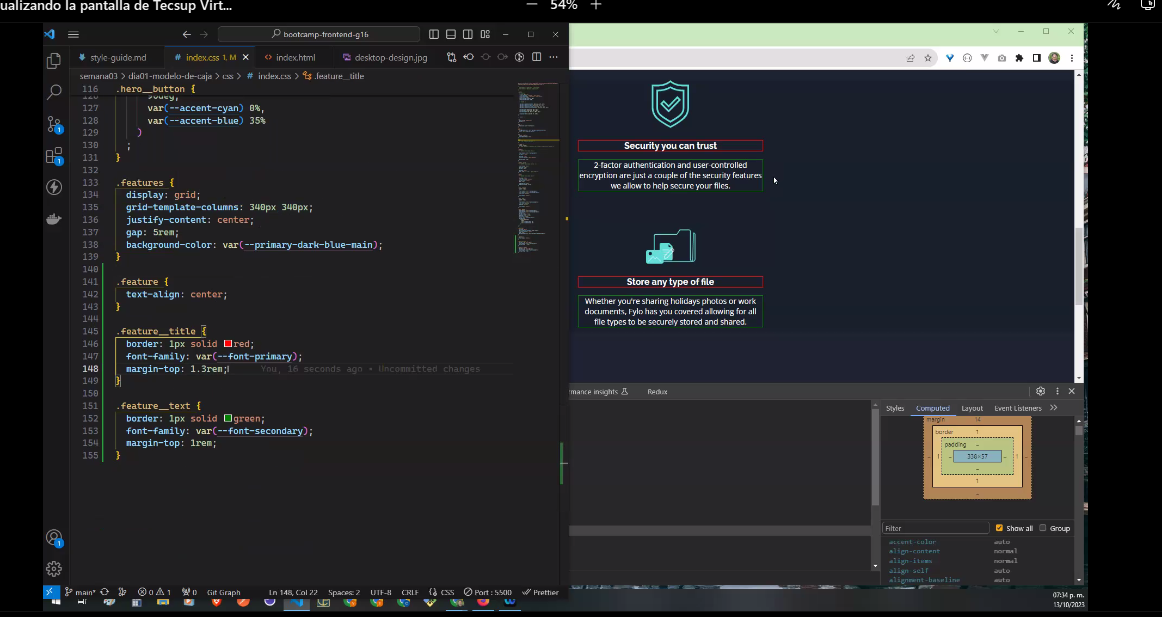 ualizando la pantalla de Tecsup Virt...
54%
bootcamp-frontend-g16
style-guide.md
# index.css 1, M
index.html
desktop-design.jpg
semana03 > dia01-modelo-de-caja > css > # index.css > .feature__title
116 .hero__button {
127 var(--accent-cyan) 0%,
128 var(--accent-blue) 35%
129 )
130 ;
131 }
132
133 .features {
134 display: grid;
135 grid-template-columns: 340px 340px;
136 justify-content: center;
137 gap: 5rem;
138 background-color: var(--primary-dark-blue-main);
139 }
140
141 .feature {
142 text-align: center;
143 }
144
145 .feature__title {
146 border: 1px solid red;
147 font-family: var(--font-primary);
148 margin-top: 1.3rem; You, 16 seconds ago • Uncommitted changes
149 }
150
151 .feature__text {
152 border: 1px solid green;
153 font-family: var(--font-secondary);
154 margin-top: 1rem;
155 }
main*
0 1
0
Git Graph
Ln 148, Col 22
Spaces: 2
UTF-8
CRLF
{} CSS
Port : 5500
Prettier
Security you can trust
2-factor authentication and user-controlled
encryption are just a couple of the security features
we allow to help secure your files.
Store any type of file
Whether you're sharing holidays photos or work
documents, Fylo has you covered allowing for all
file types to be securely stored and shared.
rmance insights
Redux
Styles
Computed
Layout
Event Listeners
margin 14
border 1
padding -
338×57
1
1
Filter
Show all
Group
accent-color auto
align-content normal
align-items normal
align-self auto
alignment-baseline auto
07:34 p. m.
13/10/2023